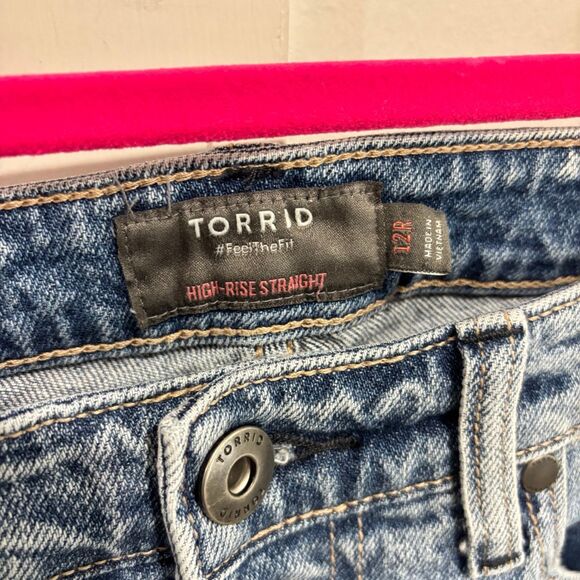 TORRID
#FeelTheFit
HIGH-RISE STRAIGHT
12R
MADE IN
VIETNAM
TORRID
TORRID